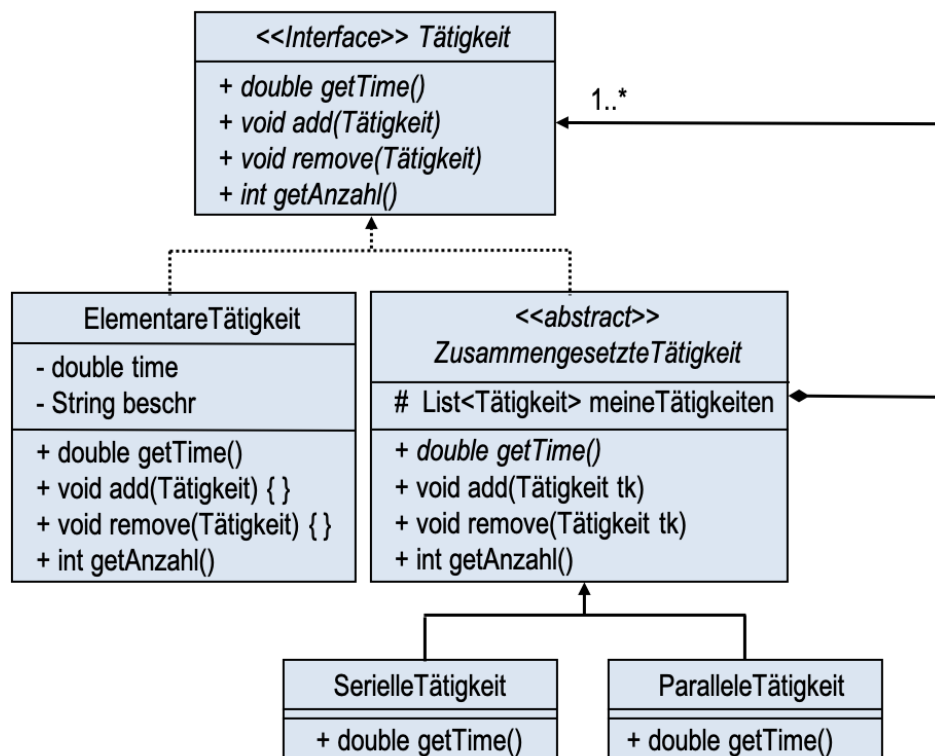 <<Interface>> Tätigkeit
+ double getTime()
+ void add(Tätigkeit)
+ void remove(Tätigkeit)
+ int getAnzahl()
1..*
ElementareTätigkeit
- double time
- String beschr
+ double getTime()
+ void add(Tätigkeit) { }
+ void remove(Tätigkeit) { }
+ int getAnzahl()
<<abstract>>
ZusammengesetzteTätigkeit
# List<Tätigkeit> meineTätigkeiten
+ double getTime()
+ void add(Tätigkeit tk)
+ void remove(Tätigkeit tk)
+ int getAnzahl()
SerielleTätigkeit
+ double getTime()
ParalleleTätigkeit
+ double getTime()